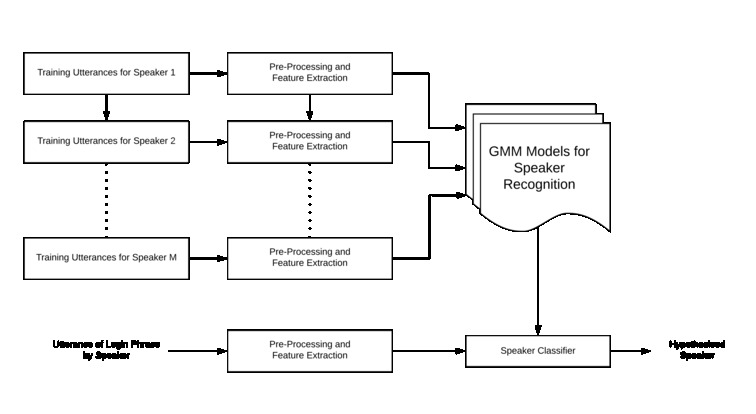 Training Utterances for Speaker 1
Pre-Processing and
Feature Extraction
Training Utterances for Speaker 2
Pre-Processing and
Feature Extraction
GMM Models for
Speaker
Recognition
Training Utterances for Speaker M
Pre-Processing and
Feature Extraction
Utterance of Login Phrase
by Speaker
Pre-Processing and
Feature Extraction
Speaker Classifier
Hypothesised
Speaker